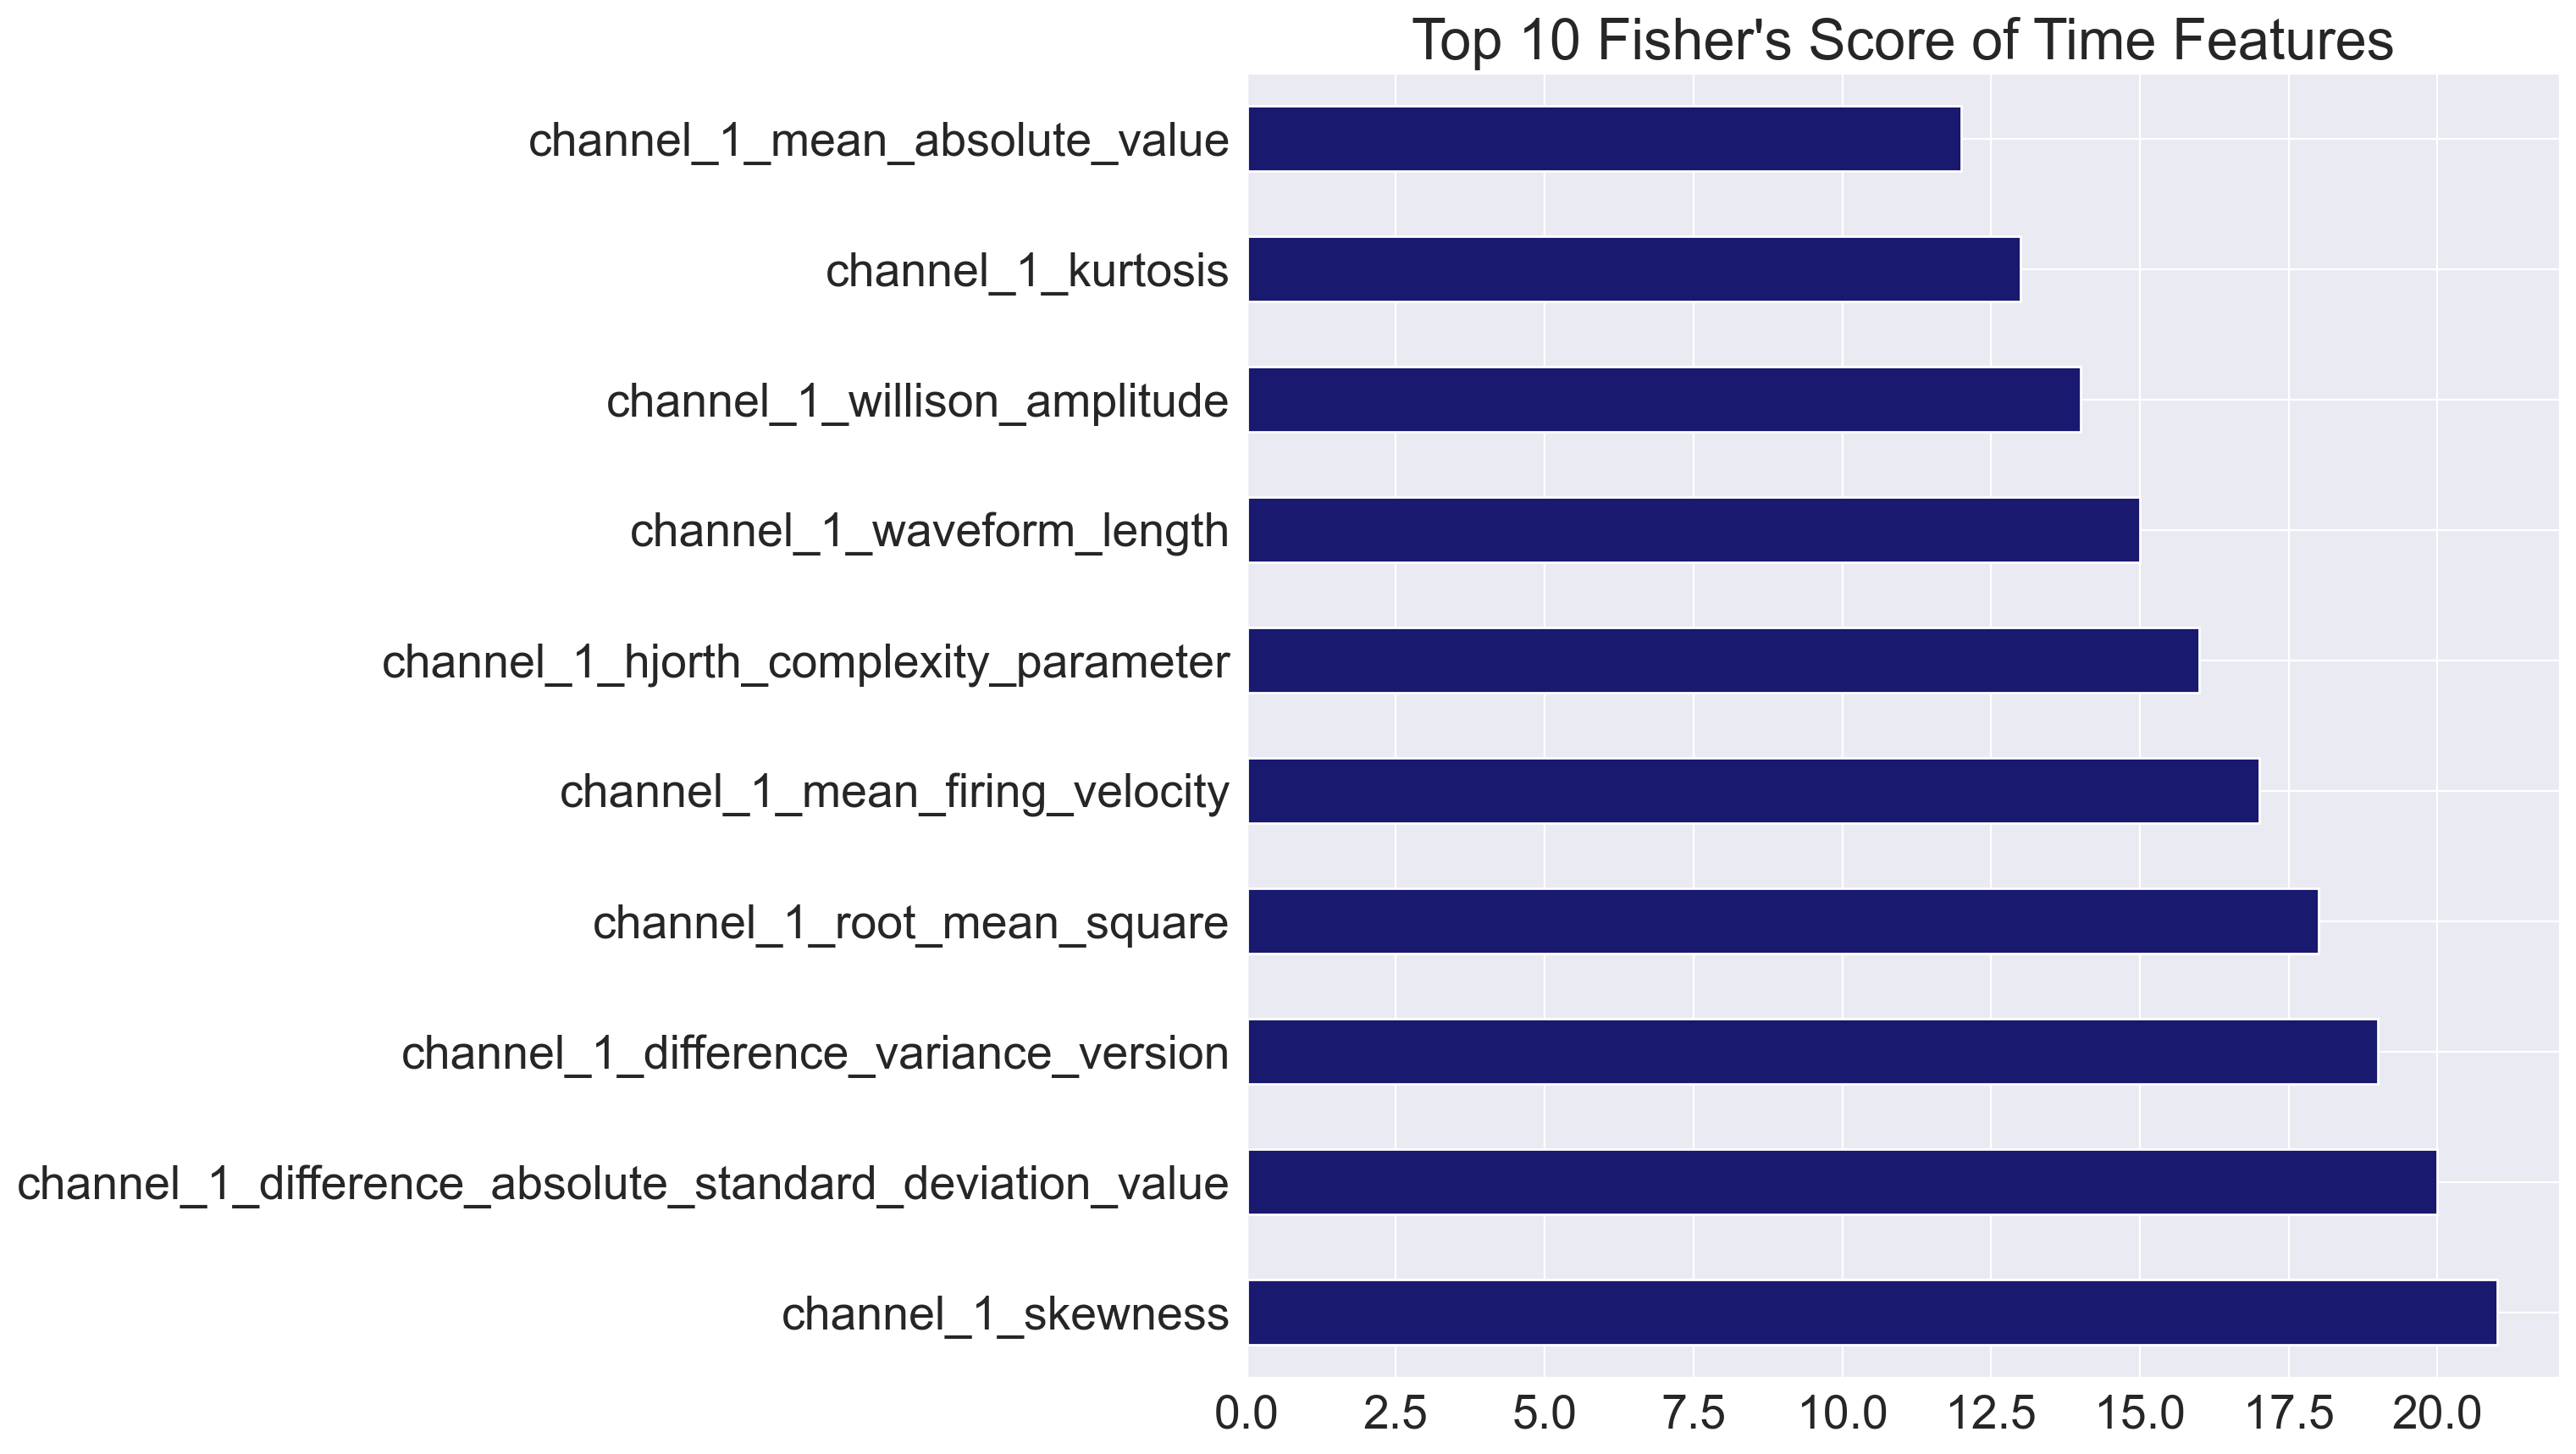 Top 10 Fisher's Score of Time Features
channel_1_mean_absolute_value
channel_1_kurtosis
channel_1_willison_amplitude
channel_1_waveform_length
channel_1_hjorth_complexity_parameter
channel_1_mean_firing_velocity
channel_1_root_mean_square
channel_1_difference_variance_version
channel_1_difference_absolute_standard_deviation_value
channel_1_skewness
0.0 2.5 5.0 7.5 10.0 12.5 15.0 17.5 20.0